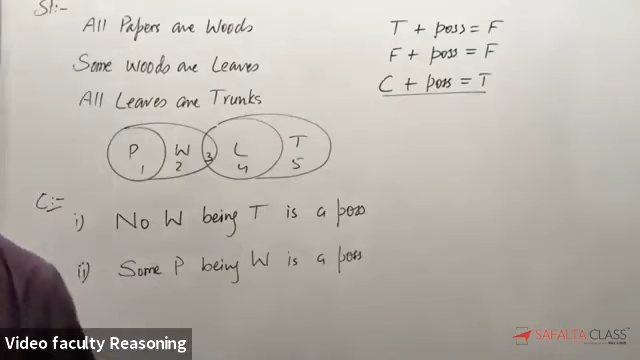 St:-
All Papers are Woods
Some Woods are Leaves
All Leaves are Trunks
T + poss = F
F + poss = F
C + poss = T
P W L T
1 2 3 4 5
C:-
i) No W being T is a poss
ii) Some P being W is a poss
Video faculty Reasoning
SAFALTA CLASS